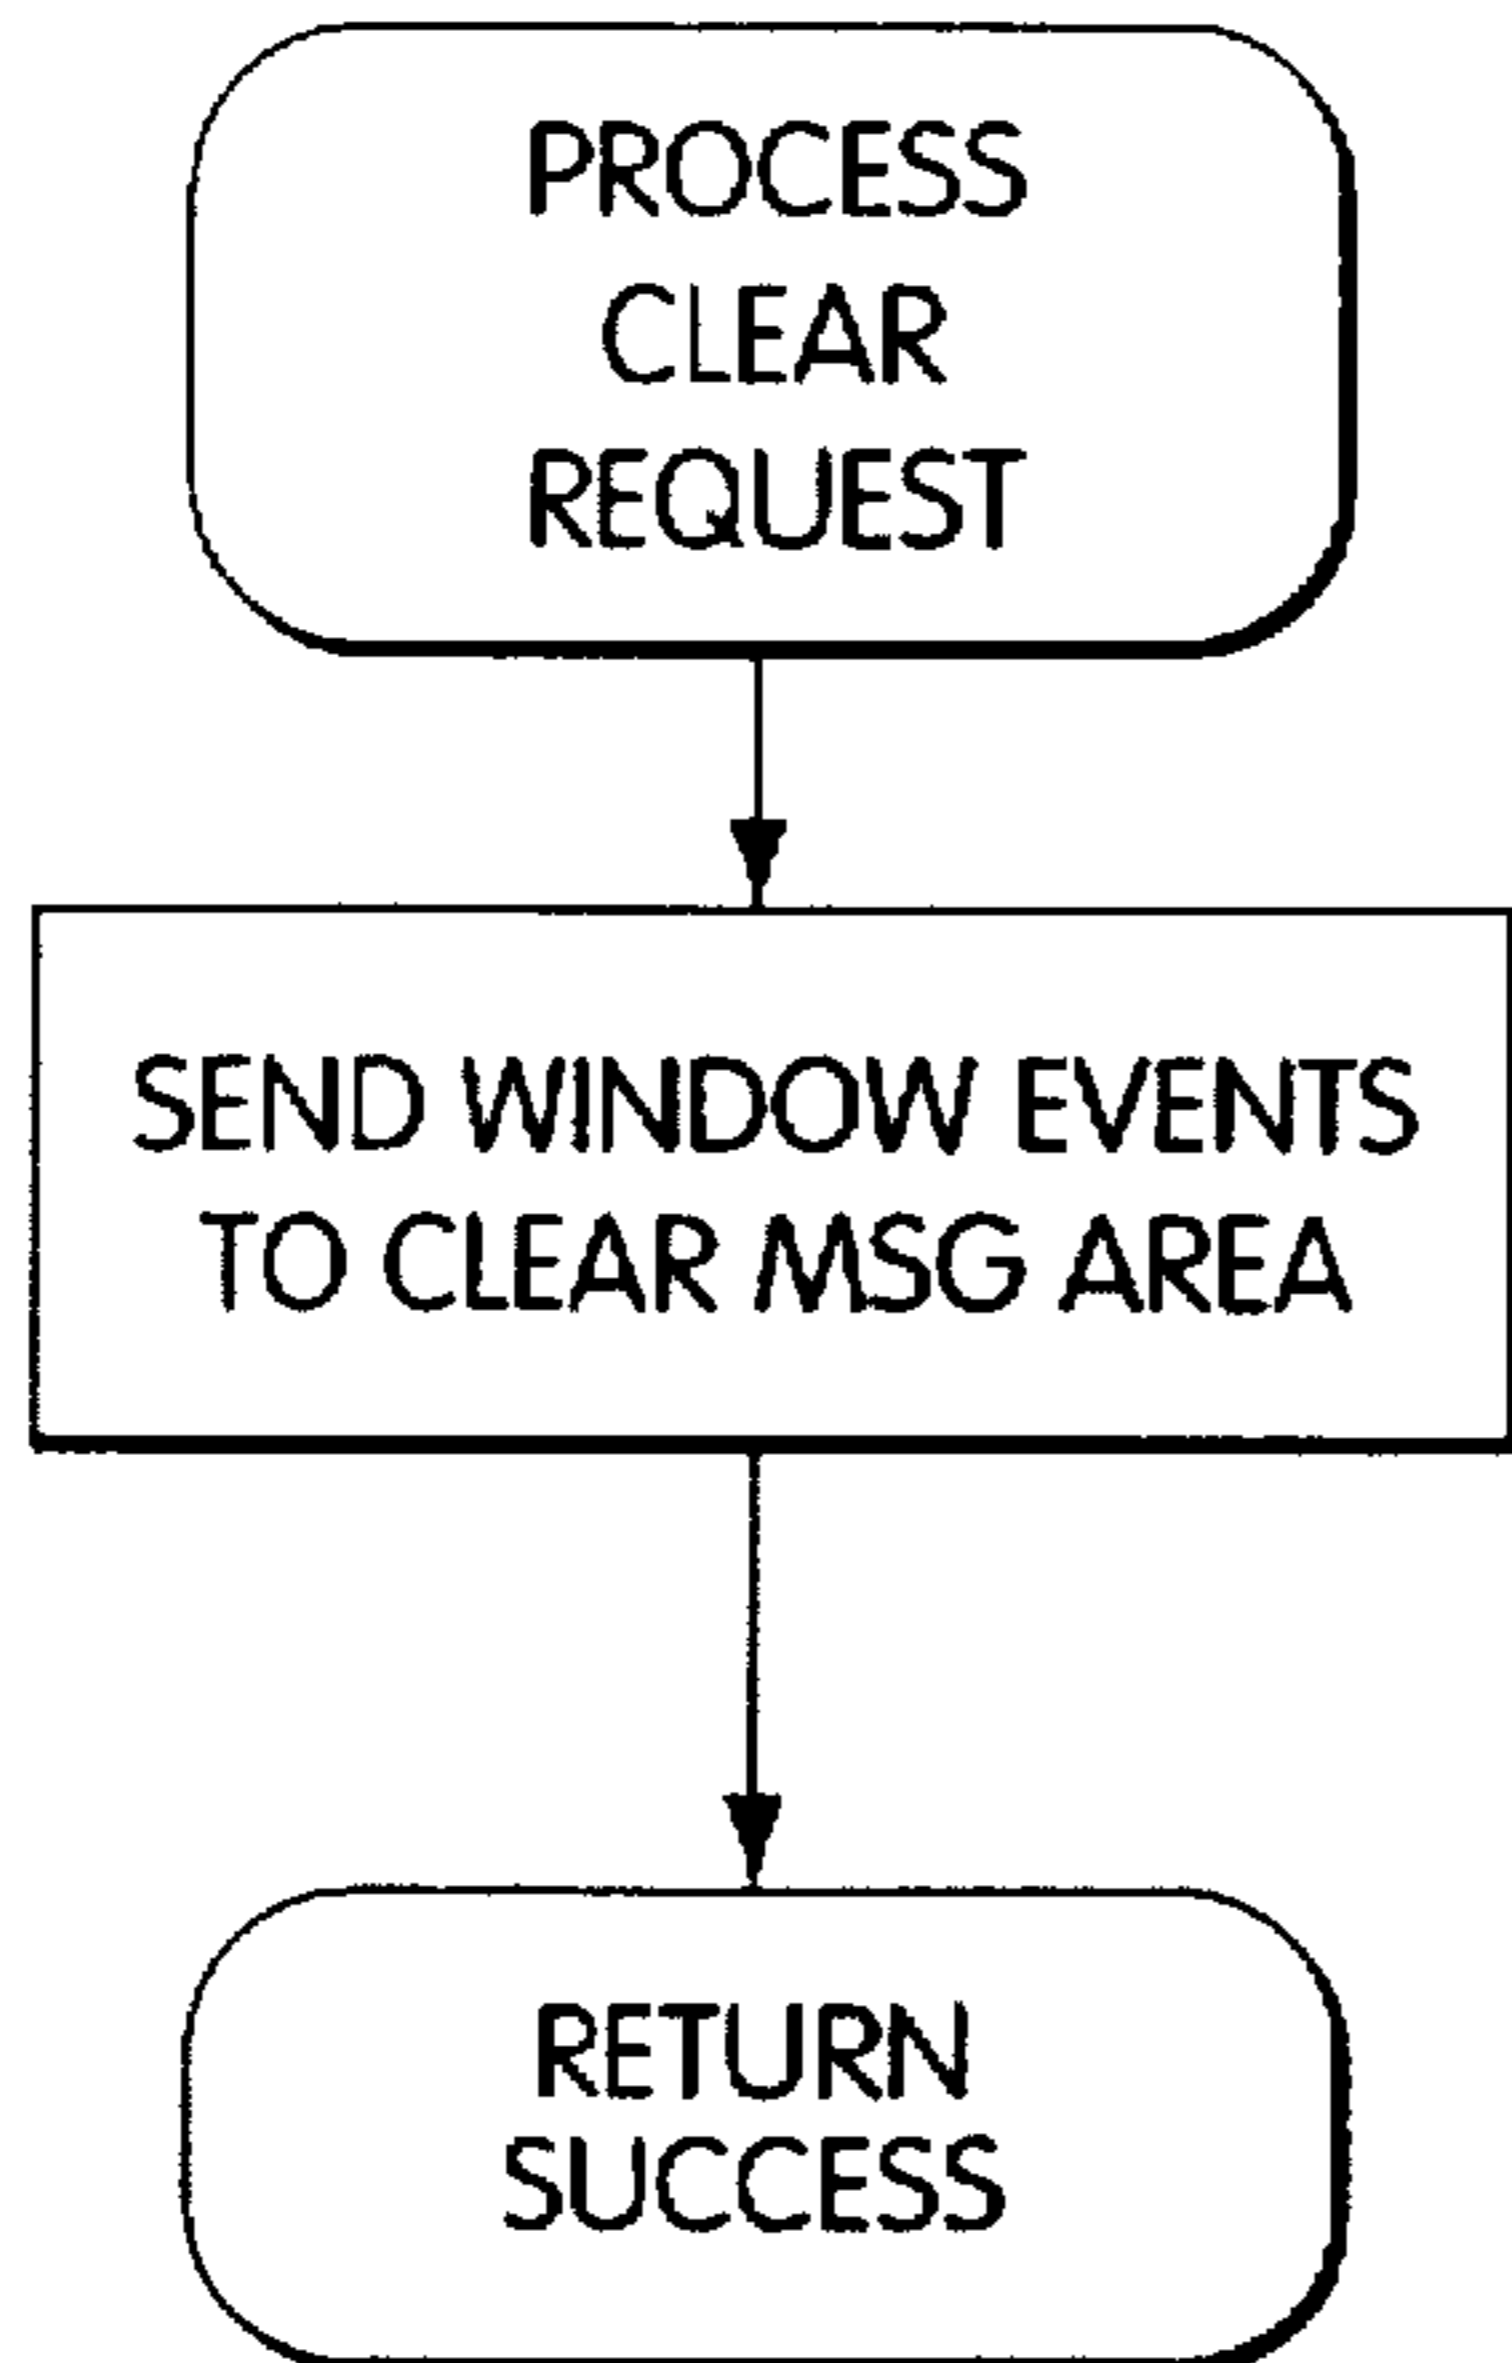 PROCESS
CLEAR
REQUEST
SEND WINDOW EVENTS
TO CLEAR MSG AREA
RETURN
SUCCESS